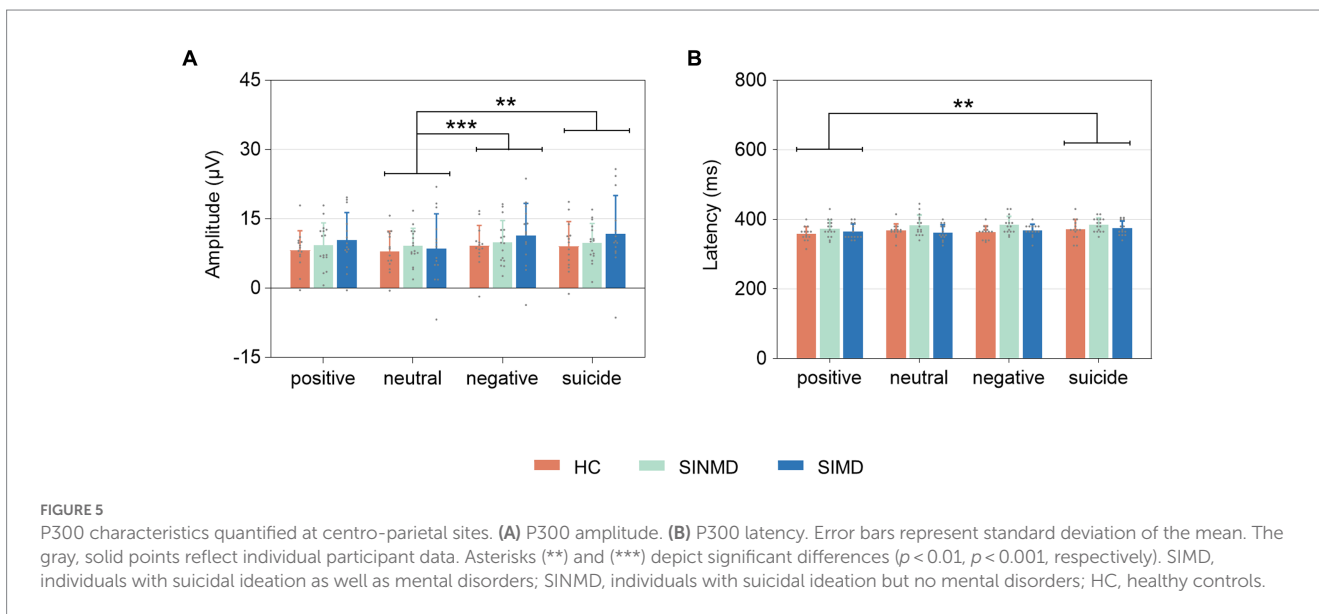 A
45
30
15
0
-15
Amplitude (µV)
**
***
positive neutral negative suicide
B
800
600
400
200
0
Latency (ms)
**
positive neutral negative suicide
HC SINMD SIMD
FIGURE 5
P300 characteristics quantified at centro-parietal sites. (A) P300 amplitude. (B) P300 latency. Error bars represent standard deviation of the mean. The
gray, solid points reflect individual participant data. Asterisks (**) and (***) depict significant differences (p < 0.01, p < 0.001, respectively). SIMD,
individuals with suicidal ideation as well as mental disorders; SINMD, individuals with suicidal ideation but no mental disorders; HC, healthy controls.